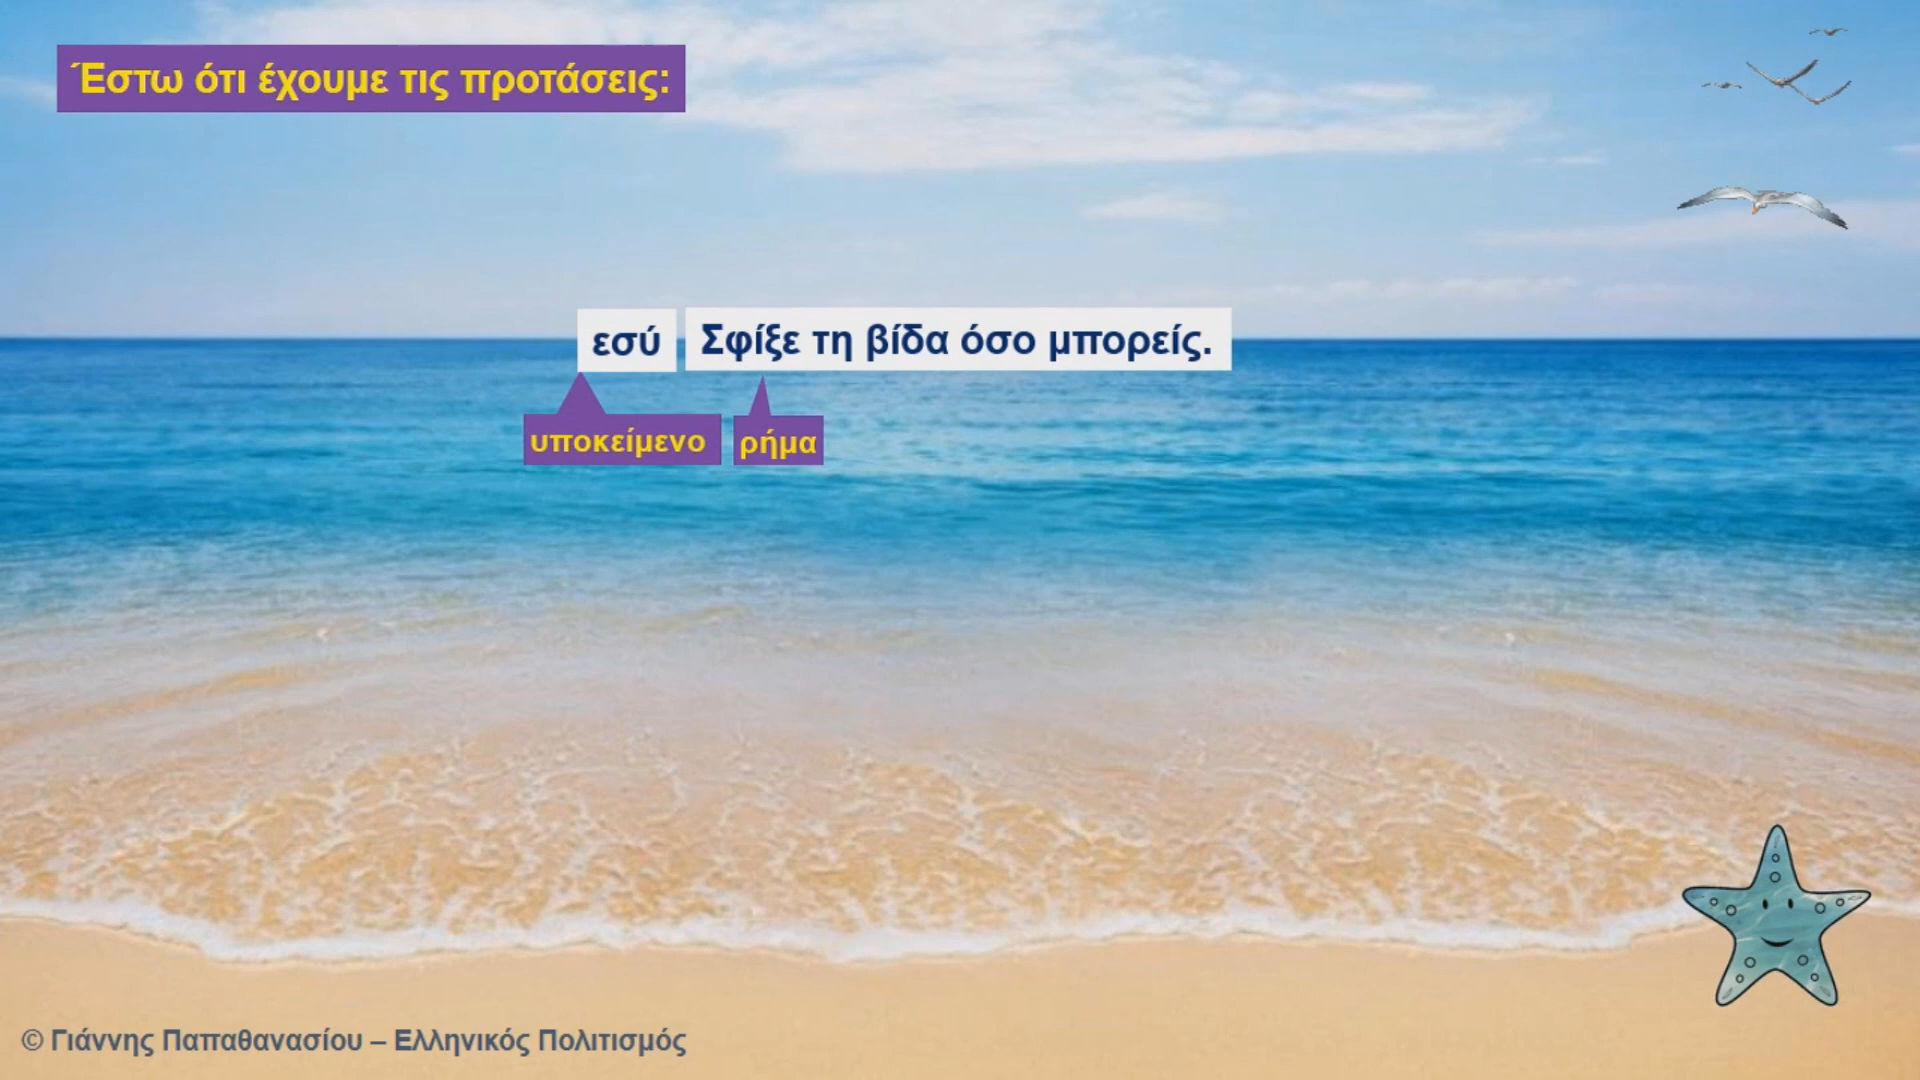 Έστω ότι έχουμε τις προτάσεις:
εσύ Σφίξε τη βίδα όσο μπορείς.
υποκείμενο ρήμα
© Γιάννης Παπαθανασίου – Ελληνικός Πολιτισμός